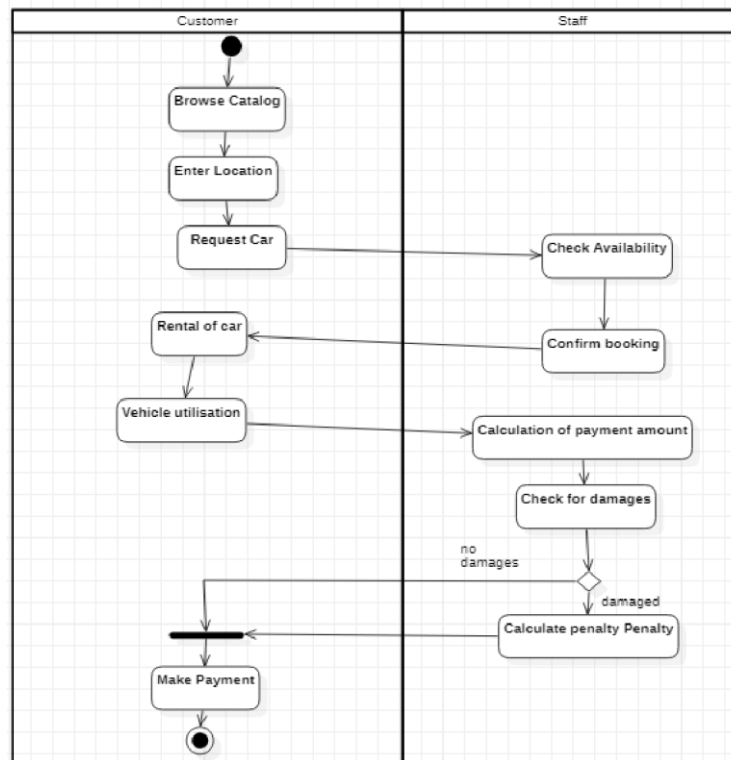 Customer
Staff
Browse Catalog
Enter Location
Request Car
Check Availability
Rental of car
Confirm booking
Vehicle utilisation
Calculation of payment amount
Check for damages
no
damages
damaged
Calculate penalty Penalty
Make Payment